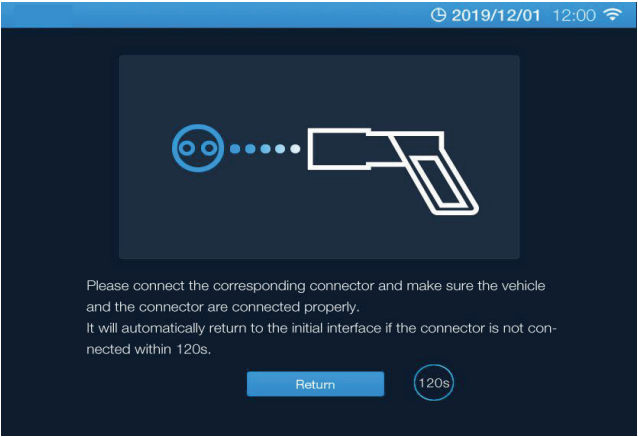 2019/12/01 12:00
Please connect the corresponding connector and make sure the vehicle
and the connector are connected properly.
It will automatically return to the initial interface if the connector is not con-
nected within 120s.
Return 120s